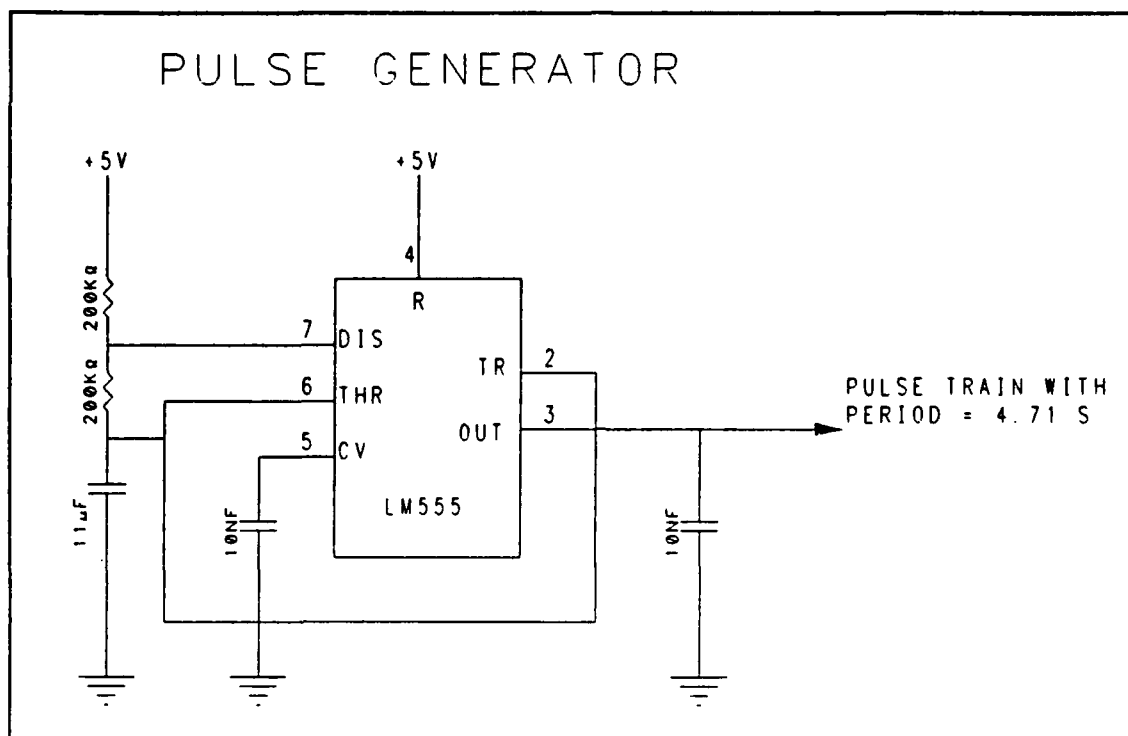 PULSE GENERATOR
+5V
+5V
4
R
200KΩ
7
DIS
2
TR
200KΩ
6
THR
PULSE TRAIN WITH
PERIOD = 4.71 S
3
OUT
5
CV
LM555
11µF
10NF
10NF